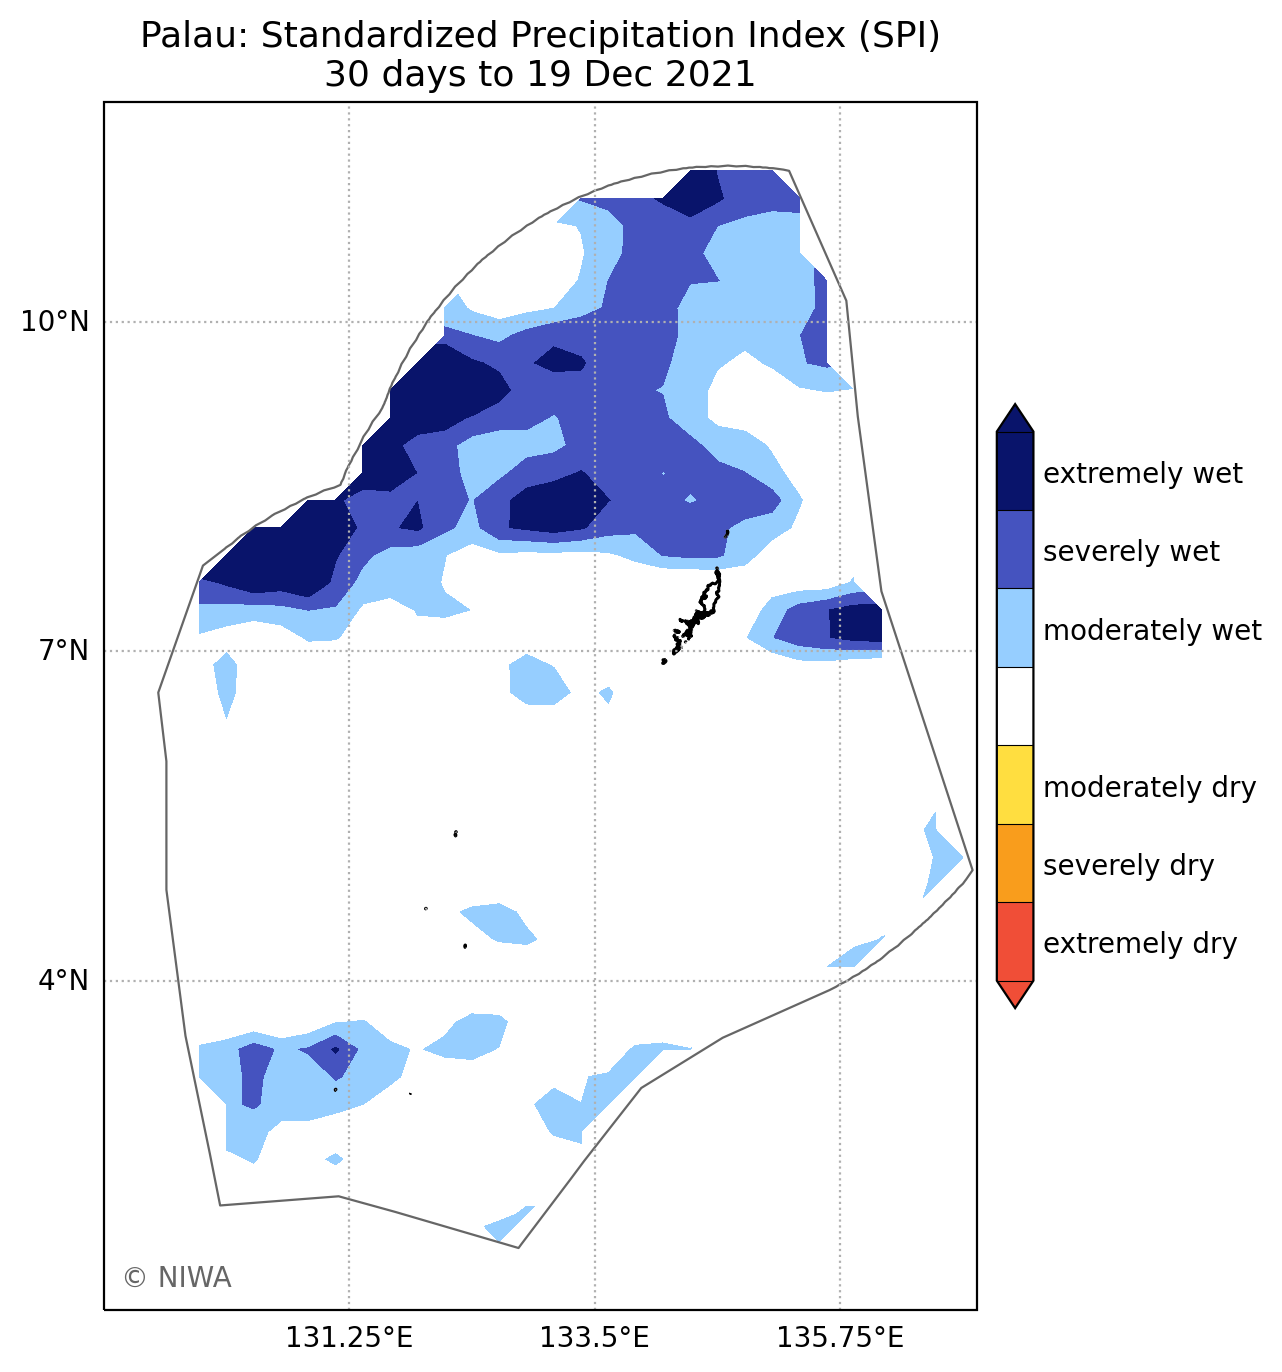 Palau: Standardized Precipitation Index (SPI)
30 days to 19 Dec 2021
10°N
7°N
4°N
131.25°E
133.5°E
135.75°E
© NIWA
extremely wet
severely wet
moderately wet
moderately dry
severely dry
extremely dry